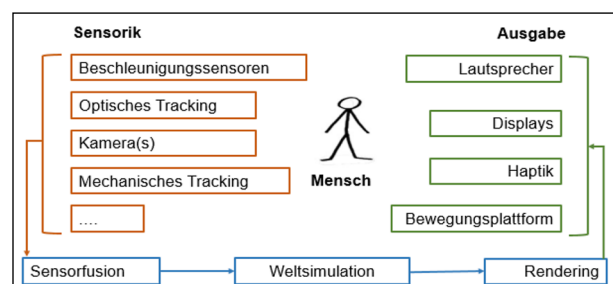 Sensorik
Beschleunigungssensoren
Optisches Tracking
Kamera(s)
Mechanisches Tracking
....
Mensch
Ausgabe
Lautsprecher
Displays
Haptik
Bewegungsplattform
Sensorfusion
Weltsimulation
Rendering